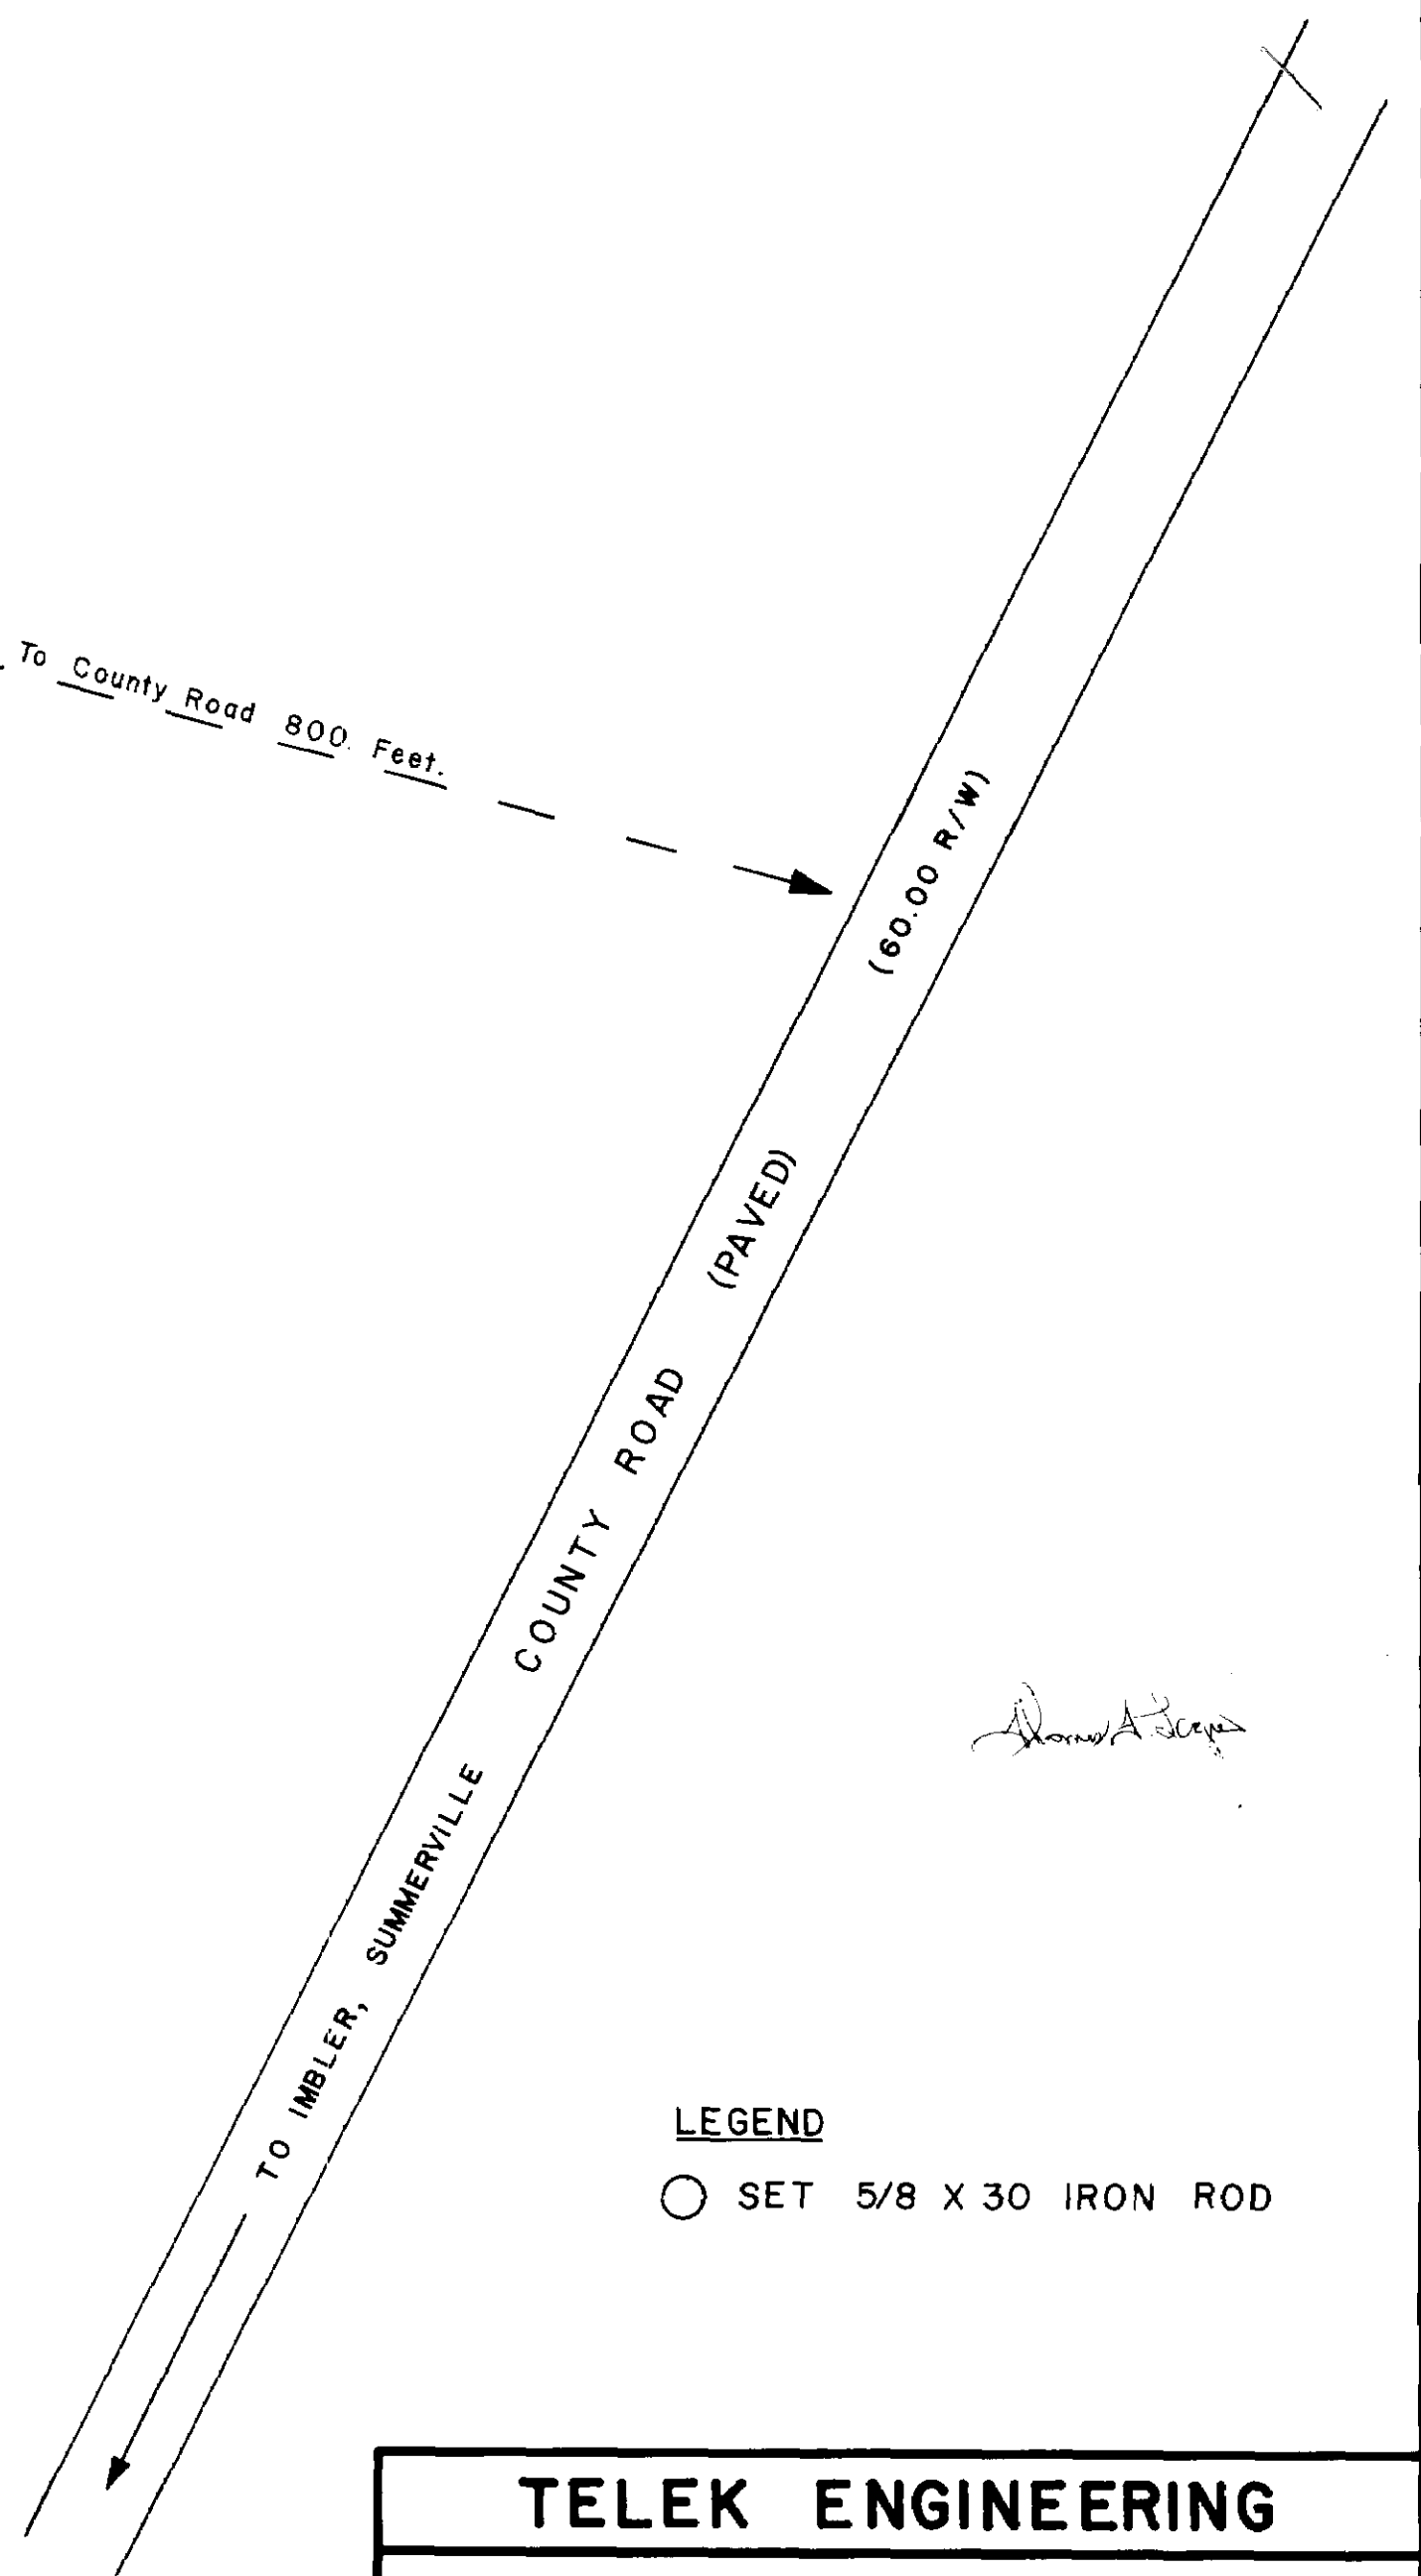 To County Road 800 Feet.
(60.00 R/W)
(PAVED)
COUNTY ROAD
TO IMBLER, SUMMERVILLE
LEGEND
SET 5/8 X 30 IRON ROD
TELEK ENGINEERING